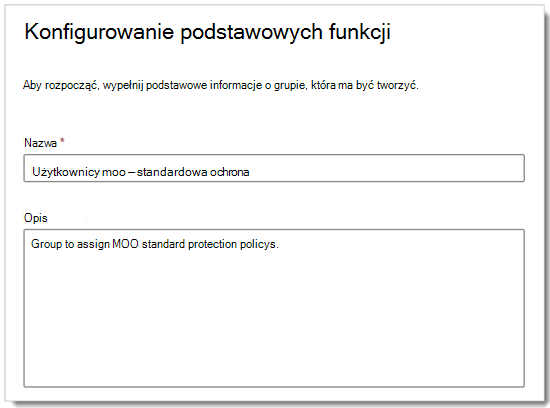 Konfigurowanie podstawowych funkcji
Aby rozpocząć, wypełnij podstawowe informacje o grupie, która ma być tworzyć.
Nazwa *
Użytkownicy moo – standardowa ochrona
Opis
Group to assign MOO standard protection policys.